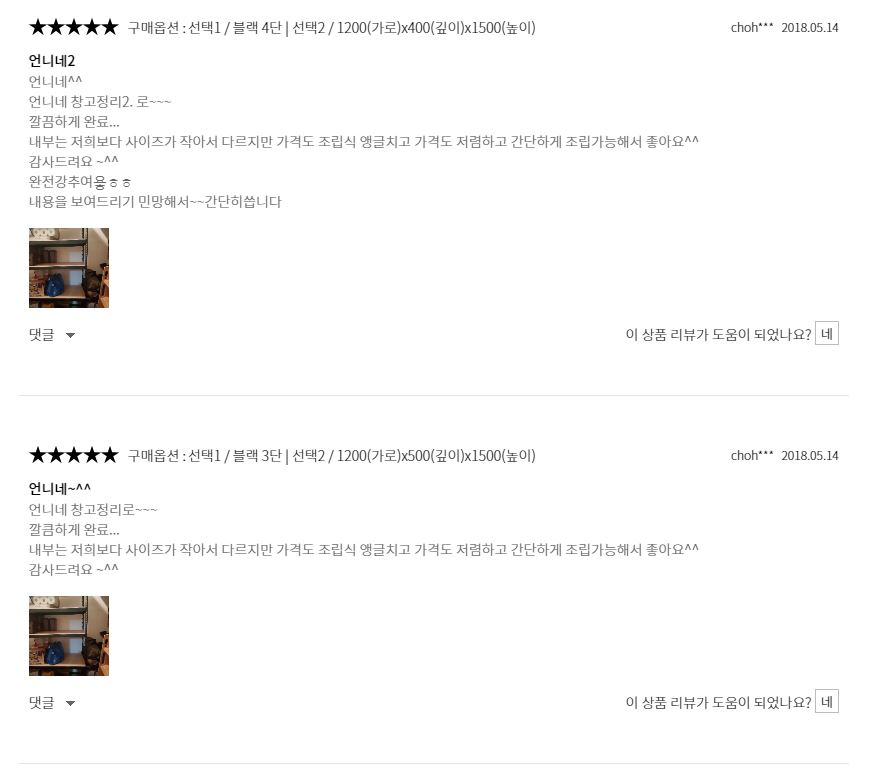 ★★★★★ 구매옵션 : 선택1 / 블랙 4단 | 선택2 / 1200(가로)x400(깊이)x1500(높이) choh*** 2018.05.14
언니네2
언니네^^
언니네 창고정리2. 로~~~
깔끔하게 완료...
내부는 저희보다 사이즈가 작아서 다르지만 가격도 조립식 앵글치고 가격도 저렴하고 간단하게 조립가능해서 좋아요^^
감사드려요 ~^^
완전강추여용ㅎㅎ
내용을 보여드리기 민망해서~~간단히씁니다
댓글 이 상품 리뷰가 도움이 되었나요? 네
★★★★★ 구매옵션 : 선택1 / 블랙 3단 | 선택2 / 1200(가로)x500(깊이)x1500(높이) choh*** 2018.05.14
언니네~^^
언니네 창고정리로~~~
깔큼하게 완료...
내부는 저희보다 사이즈가 작아서 다르지만 가격도 조립식 앵글치고 가격도 저렴하고 간단하게 조립가능해서 좋아요^^
감사드려요 ~^^
댓글 이 상품 리뷰가 도움이 되었나요? 네